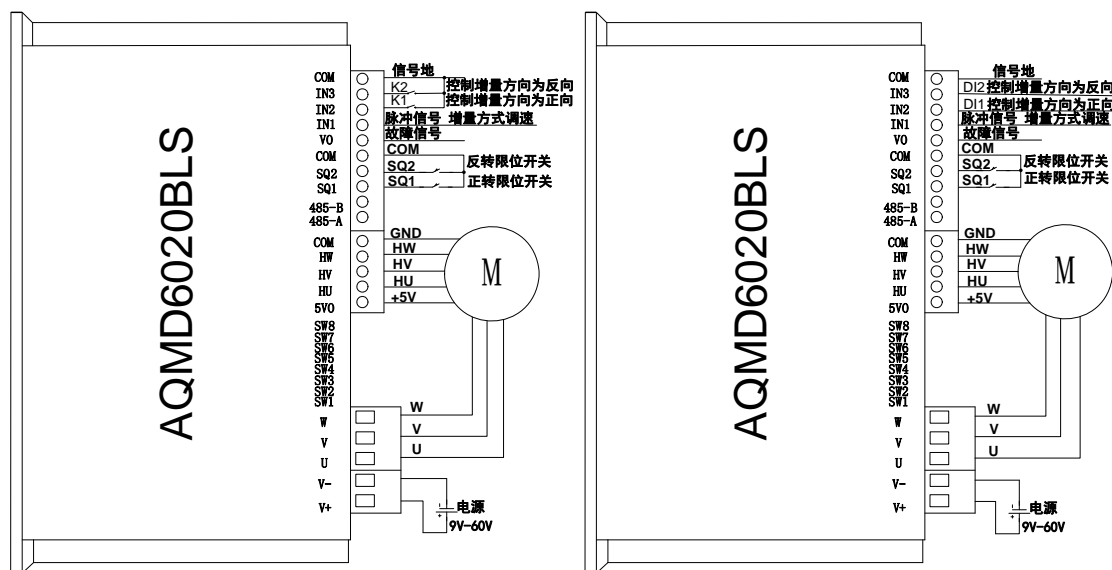 AQMD6020BLS
COM 信号地
K2 控制增量方向为反向
IN3
K1 控制增量方向为正向
IN2
IN1 脉冲信号 增量方式调速
VO 故障信号
COM COM
反转限位开关
SQ2 SQ2
正转限位开关
SQ1 SQ1
485-B
485-A
COM GND
HW HW
HV HV
M
HU HU
5VO +5V
SW8
SW7
SW6
SW5
SW4
SW3
SW2
SW1
W W
V V
U U
V-
电源
V+
9V-60V
AQMD6020BLS
COM 信号地
DI2 控制增量方向为反向
IN3
DI1 控制增量方向为正向
IN2
IN1 脉冲信号 增量方式调速
VO 故障信号
COM COM
反转限位开关
SQ2 SQ2
正转限位开关
SQ1 SQ1
485-B
485-A
COM GND
HW HW
HV HV
M
HU HU
5VO +5V
SW8
SW7
SW6
SW5
SW4
SW3
SW2
SW1
W W
V V
U U
V-
电源
V+
9V-60V